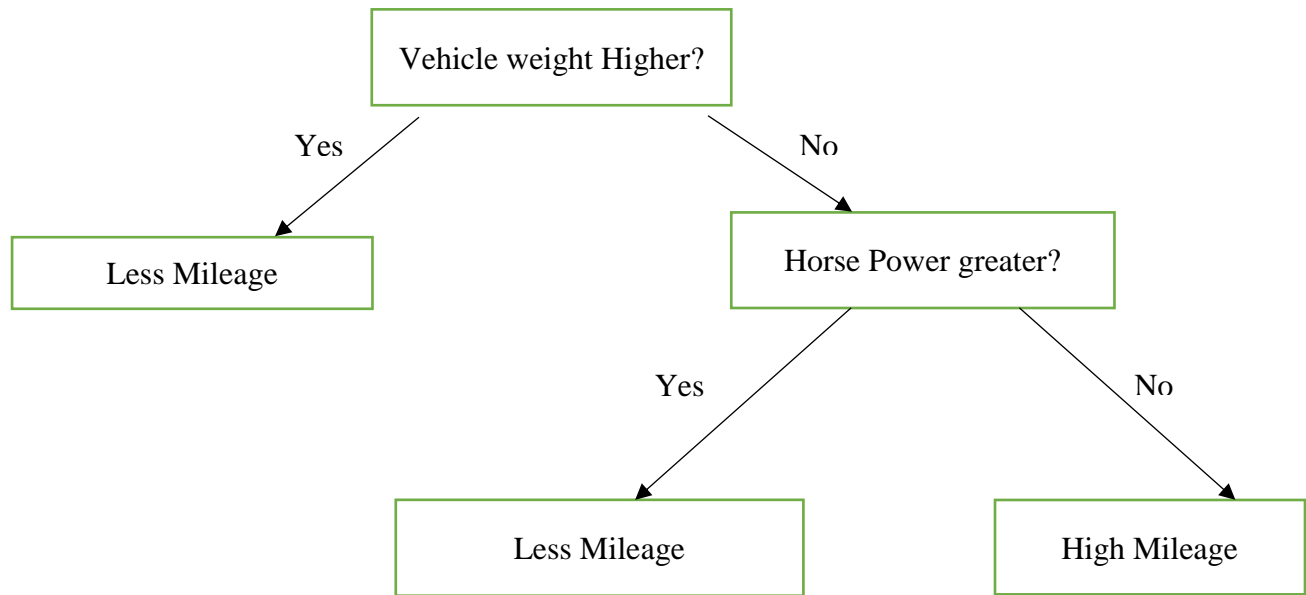 Vehicle weight Higher?
Yes
No
Less Mileage
Horse Power greater?
Yes
No
Less Mileage
High Mileage